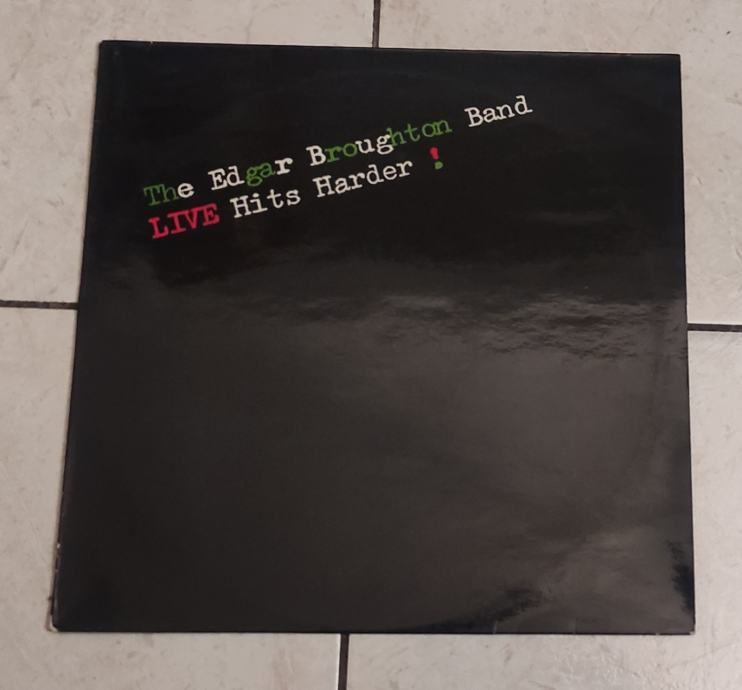 The Edgar Broughton Band
LIVE Hits Harder !